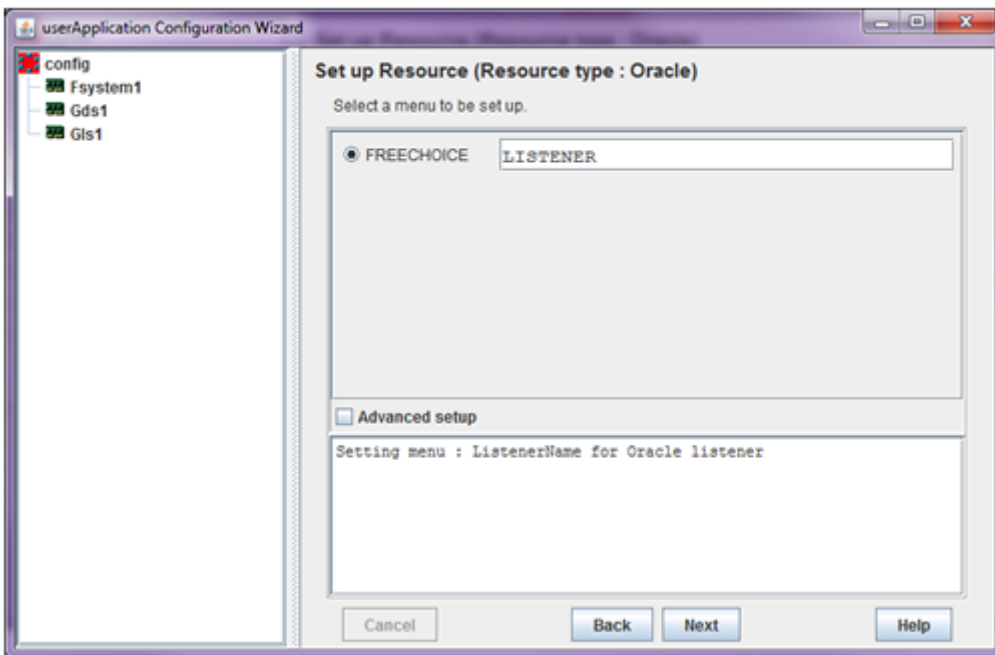 userApplication Configuration Wizard
config
Fsystem1
Gds1
Gls1
Set up Resource (Resource type : Oracle)
Select a menu to be set up.
FREECHOICE LISTENER
Advanced setup
Setting menu : ListenerName for Oracle listener
Cancel Back Next Help